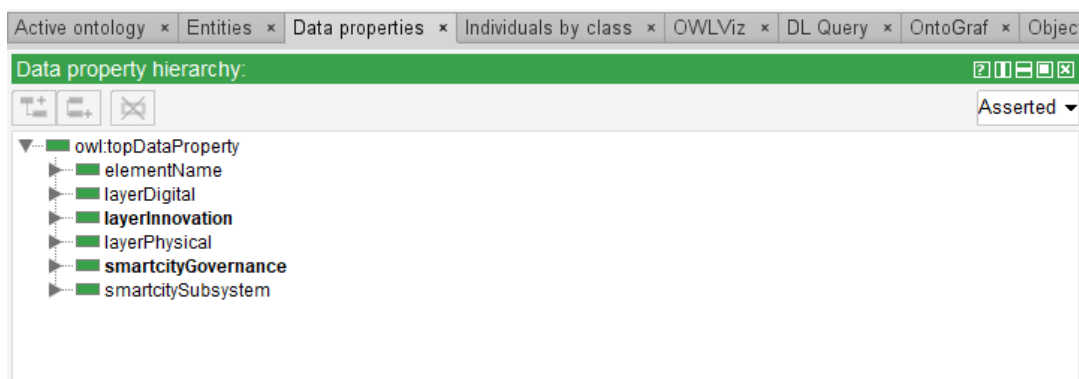 Active ontology × Entities × Data properties × Individuals by class × OWLViz × DL Query × OntoGraf × Objec
Data property hierarchy:
Asserted
owl:topDataProperty
elementName
layerDigital
layerInnovation
layerPhysical
smartcityGovernance
smartcitySubsystem